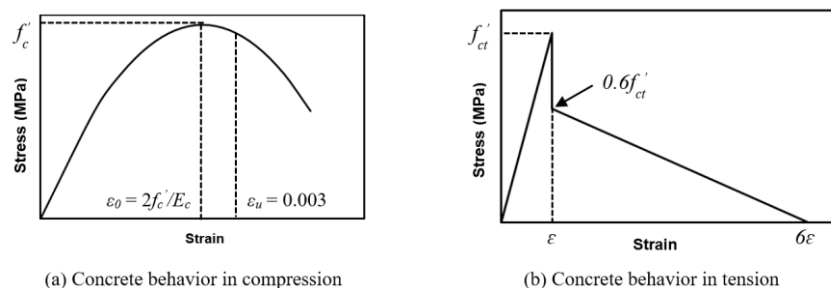 f'c
Stress (MPa)
ε0 = 2f'c/Ec
εu = 0.003
Strain
(a) Concrete behavior in compression
f'ct
0.6f'ct
Stress (MPa)
ε
Strain
6ε
(b) Concrete behavior in tension